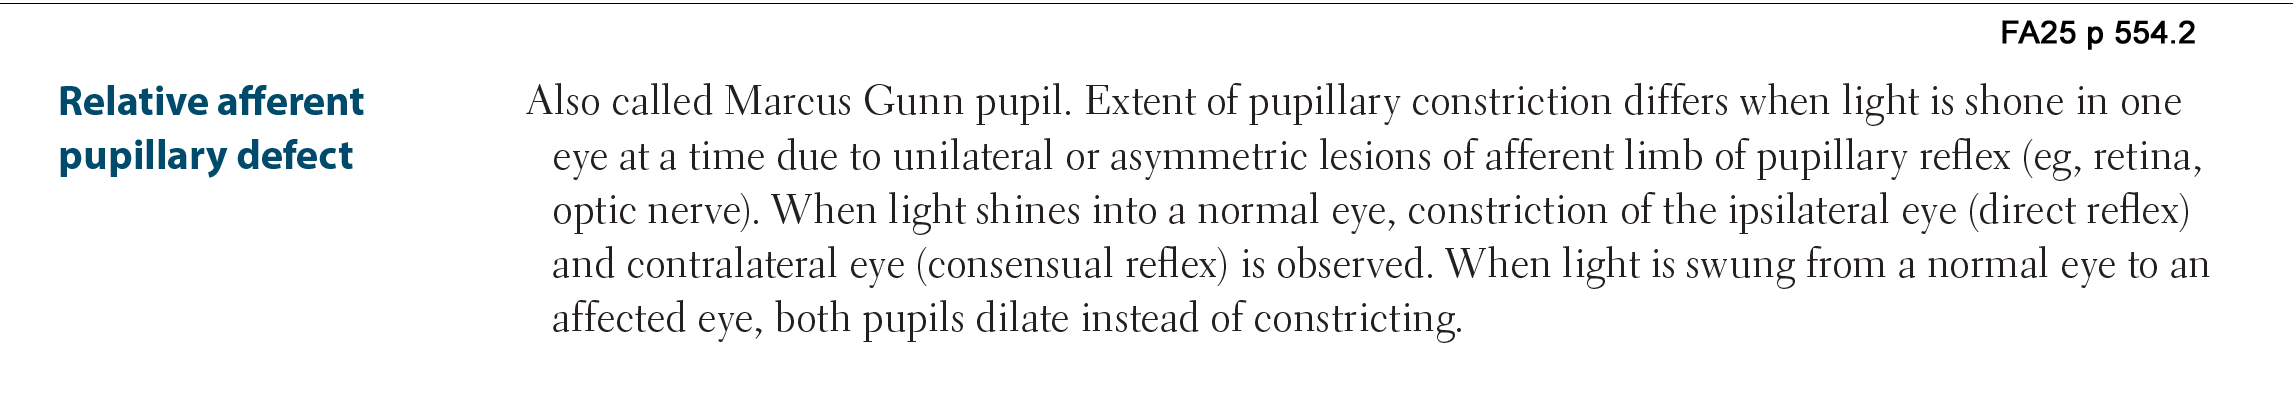 FA25 p 554.2
Relative afferent
pupillary defect
Also called Marcus Gunn pupil. Extent of pupillary constriction differs when light is shone in one
eye at a time due to unilateral or asymmetric lesions of afferent limb of pupillary reflex (eg, retina,
optic nerve). When light shines into a normal eye, constriction of the ipsilateral eye (direct reflex)
and contralateral eye (consensual reflex) is observed. When light is swung from a normal eye to an
affected eye, both pupils dilate instead of constricting.